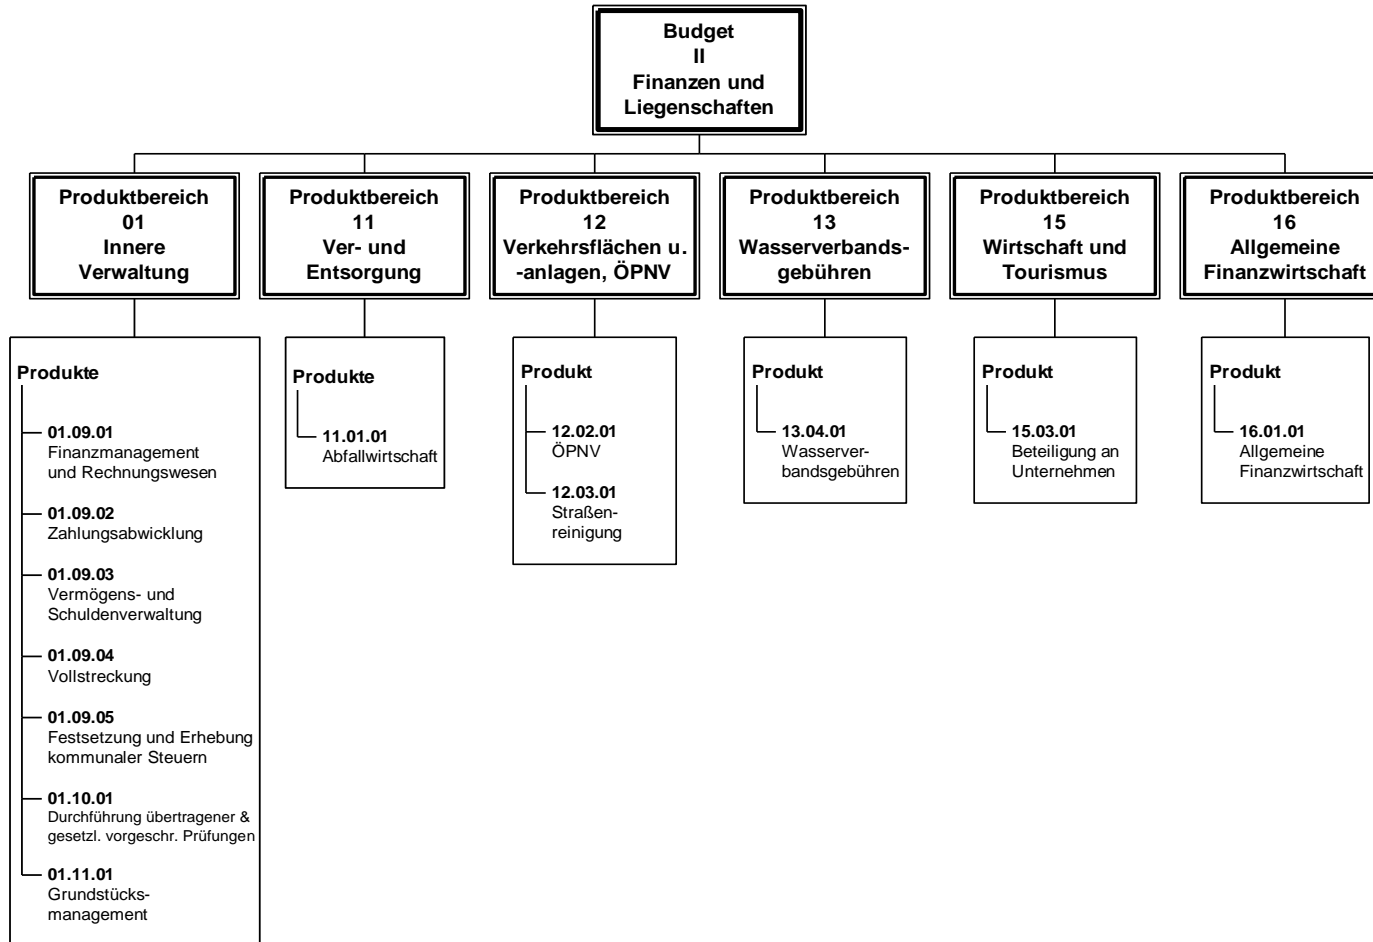 Budget
II
Finanzen und
Liegenschaften
Produktbereich
01
Innere
Verwaltung
Produktbereich
11
Ver- und
Entsorgung
Produktbereich
12
Verkehrsflächen u.
-anlagen, ÖPNV
Produktbereich
13
Wasserverbands-
gebühren
Produktbereich
15
Wirtschaft und
Tourismus
Produktbereich
16
Allgemeine
Finanzwirtschaft
Produkte
01.09.01
Finanzmanagement
und Rechnungswesen
01.09.02
Zahlungsabwicklung
01.09.03
Vermögens- und
Schuldenverwaltung
01.09.04
Vollstreckung
01.09.05
Festsetzung und Erhebung
kommunaler Steuern
01.10.01
Durchführung übertragener &
gesetzl. vorgeschr. Prüfungen
01.11.01
Grundstücks-
management
Produkte
11.01.01
Abfallwirtschaft
Produkt
12.02.01
ÖPNV
12.03.01
Straßen-
reinigung
Produkt
13.04.01
Wasserver-
bandsgebühren
Produkt
15.03.01
Beteiligung an
Unternehmen
Produkt
16.01.01
Allgemeine
Finanzwirtschaft